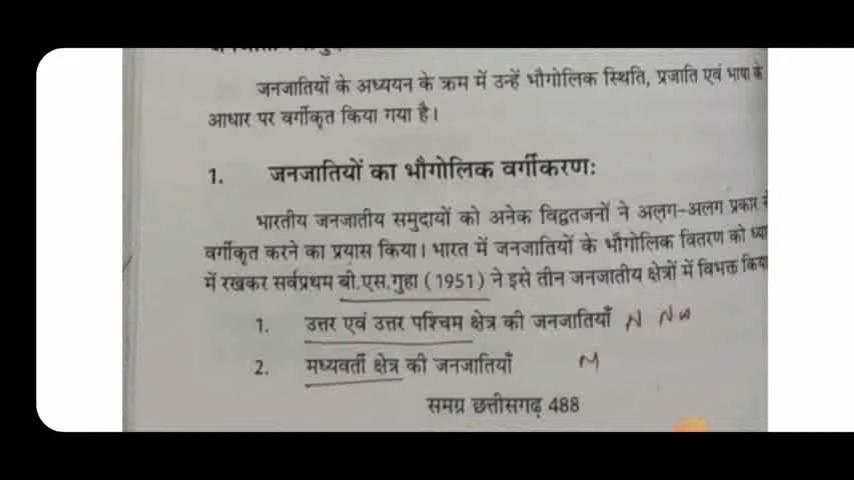 जनजातियों के अध्ययन के क्रम में उन्हें भौगोलिक स्थिति, प्रजाति एवं भाषा के
आधार पर वर्गीकृत किया गया है।
1. जनजातियों का भौगोलिक वर्गीकरणः
भारतीय जनजातीय समुदायों को अनेक विद्वतजनों ने अलग-अलग प्रकार से
वर्गीकृत करने का प्रयास किया। भारत में जनजातियों के भौगोलिक वितरण को
में रखकर सर्वप्रथम बी.एस.गुहा (1951) ने इसे तीन जनजातीय क्षेत्रों में विभक्त किया
1. उत्तर एवं उत्तर पश्चिम क्षेत्र की जनजातियाँ N NW
2. मध्यवर्ती क्षेत्र की जनजातियाँ M
समग्र छत्तीसगढ़ 488